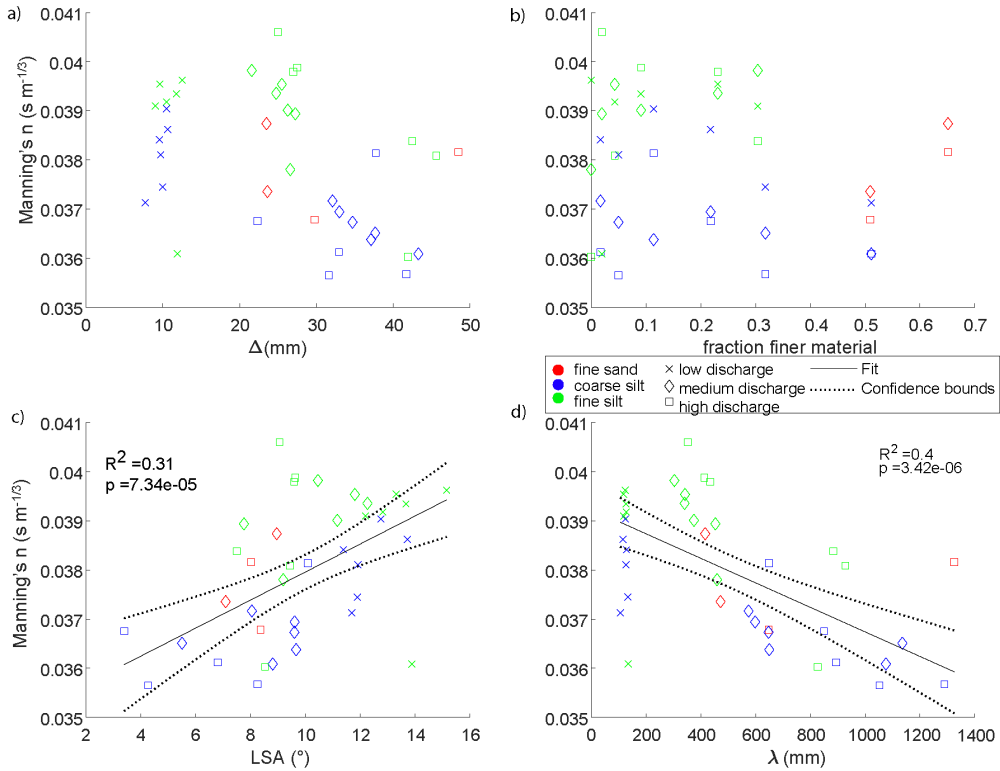 a)
0.041
0.04
0.039
0.038
0.037
0.036
0.035
Manning's n (s m-1/3)
0 10 20 30 40 50
Δ(mm)
b)
0.041
0.04
0.039
0.038
0.037
0.036
0.035
0 0.1 0.2 0.3 0.4 0.5 0.6 0.7
fraction finer material
fine sand
coarse silt
fine silt
low discharge
medium discharge
high discharge
Fit
Confidence bounds
c)
0.041
0.04
0.039
0.038
0.037
0.036
0.035
Manning's n (s m-1/3)
R2 =0.31
p =7.34e-05
2 4 6 8 10 12 14 16
LSA (°)
d)
0.041
0.04
0.039
0.038
0.037
0.036
0.035
R2 =0.4
p =3.42e-06
0 200 400 600 800 1000 1200 1400
λ (mm)